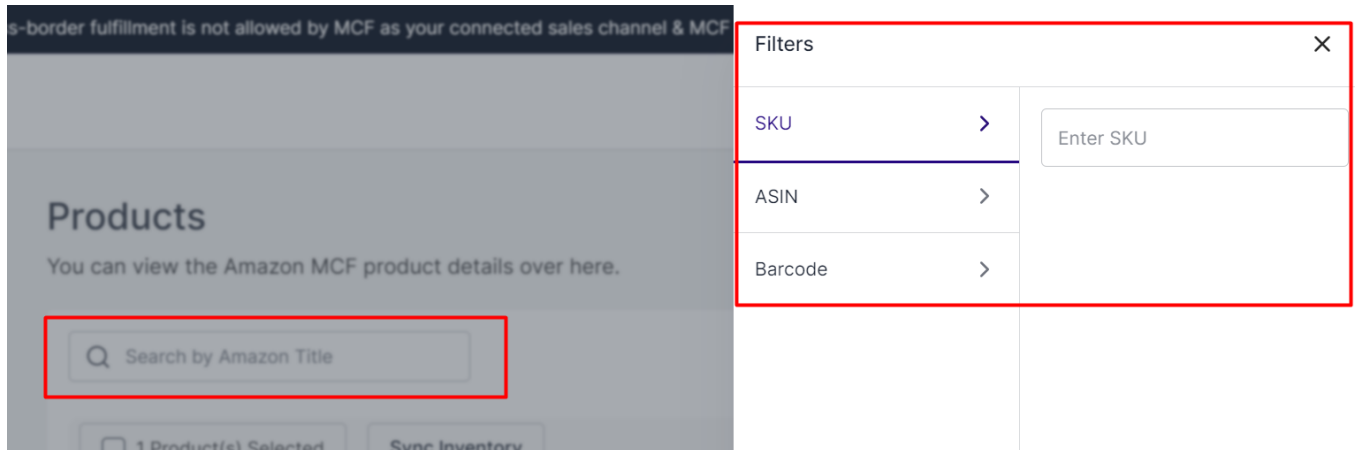 s-border fulfillment is not allowed by MCF as your connected sales channel & MCF
Products
You can view the Amazon MCF product details over here.
Search by Amazon Title
1 Product(s) Selected
Sync Inventory
Filters
SKU
Enter SKU
ASIN
Barcode